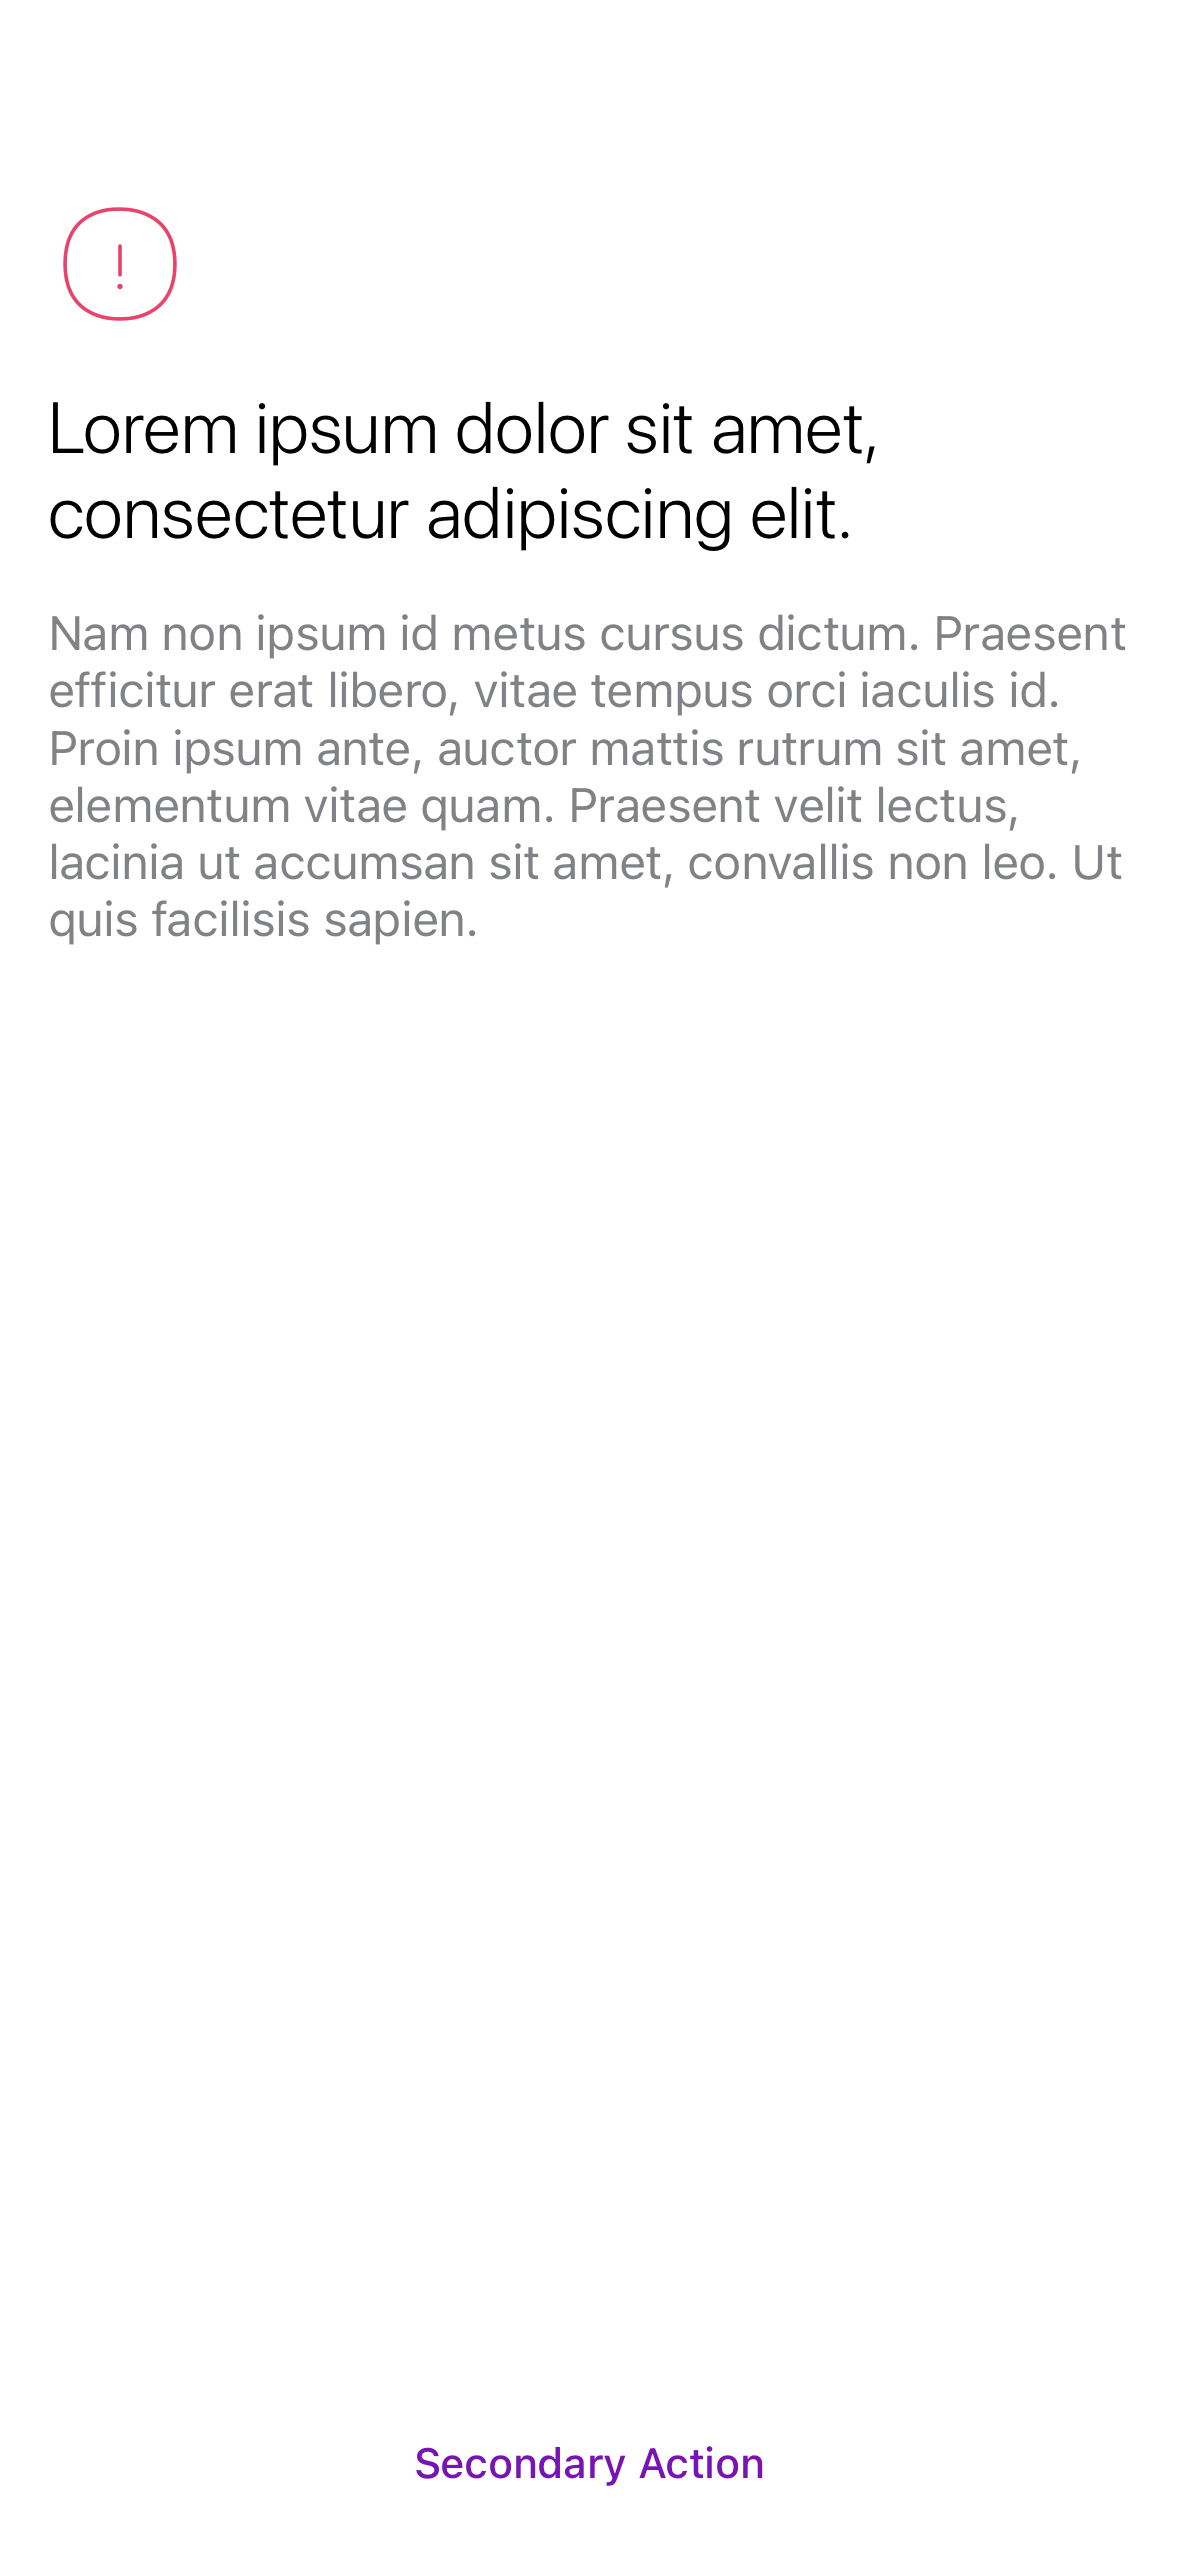 Lorem ipsum dolor sit amet,
consectetur adipiscing elit.
Nam non ipsum id metus cursus dictum. Praesent
efficitur erat libero, vitae tempus orci iaculis id.
Proin ipsum ante, auctor mattis rutrum sit amet,
elementum vitae quam. Praesent velit lectus,
lacinia ut accumsan sit amet, convallis non leo. Ut
quis facilisis sapien.
Secondary Action